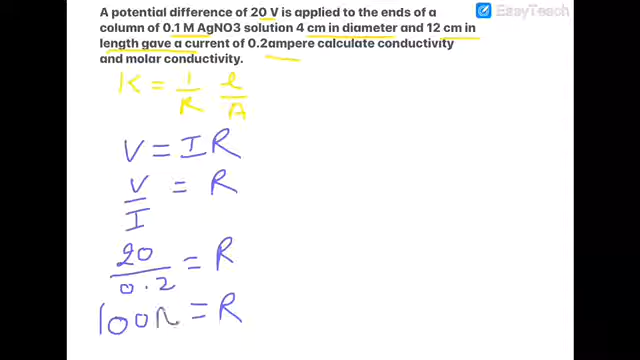 A potential difference of 20 V is applied to the ends of a
EasyTeach
column of 0.1 M AgNO3 solution 4 cm in diameter and 12 cm in
length gave a current of 0.2ampere calculate conductivity
and molar conductivity.
K = 1/R l/A
V = I R
V/I = R
20/0.2 = R
100 = R